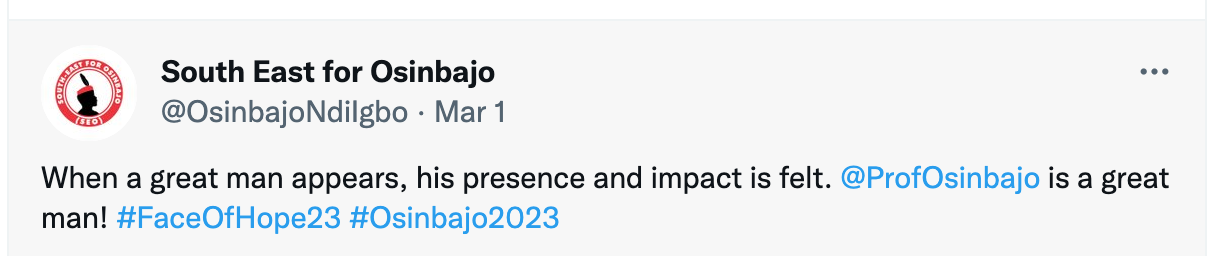 SOUTH-EAST FOR OSINBAJO
(SEO)
South East for Osinbajo
@OsinbajoNdiIgbo · Mar 1
When a great man appears, his presence and impact is felt. @ProfOsinbajo is a great
man! #FaceOfHope23 #Osinbajo2023